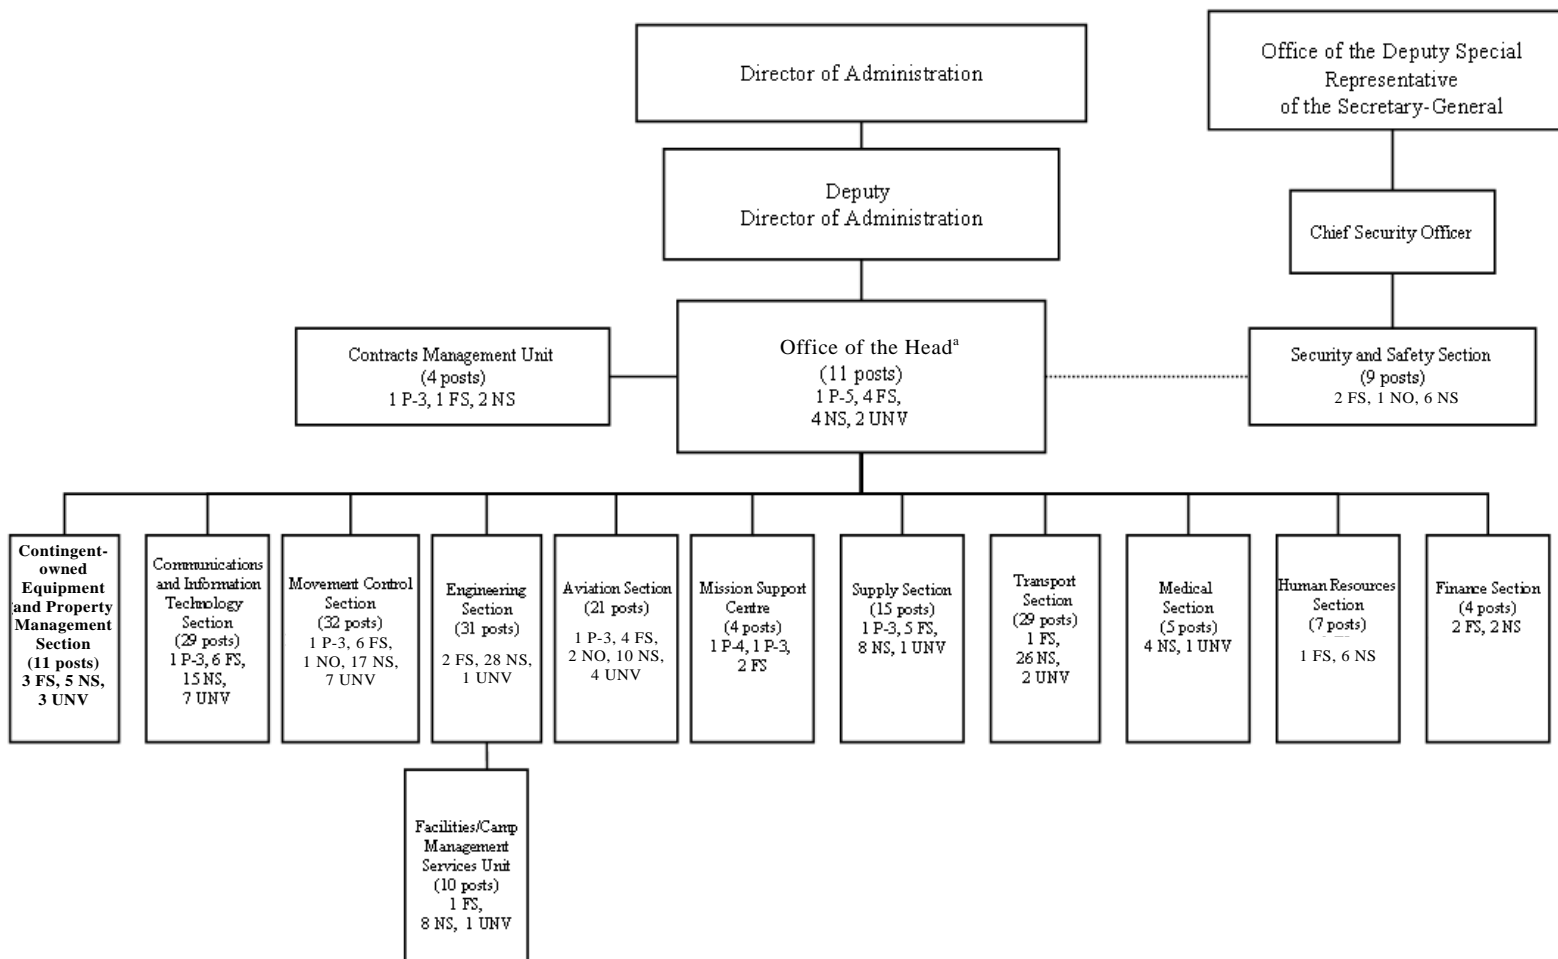 Director of Administration
Office of the Deputy Special
Representative
of the Secretary-General
Deputy
Director of Administration
Chief Security Officer
Contracts Management Unit
(4 posts)
1 P-3, 1 FS, 2 NS
Office of the Headᵃ
(11 posts)
1 P-5, 4 FS,
4 NS, 2 UNV
Security and Safety Section
(9 posts)
2 FS, 1 NO, 6 NS
Contingent-
owned
Equipment
and Property
Management
Section
(11 posts)
3 FS, 5 NS,
3 UNV
Communications
and Information
Technology
Section
(29 posts)
1 P-3, 6 FS,
15 NS,
7 UNV
Movement Control
Section
(32 posts)
1 P-3, 6 FS,
1 NO, 17 NS,
7 UNV
Engineering
Section
(31 posts)
2 FS, 28 NS,
1 UNV
Aviation Section
(21 posts)
1 P-3, 4 FS,
2 NO, 10 NS,
4 UNV
Mission Support
Centre
(4 posts)
1 P-4, 1 P-3,
2 FS
Supply Section
(15 posts)
1 P-3, 5 FS,
8 NS, 1 UNV
Transport
Section
(29 posts)
1 FS,
26 NS,
2 UNV
Medical
Section
(5 posts)
4 NS, 1 UNV
Human Resources
Section
(7 posts)
1 FS, 6 NS
Finance Section
(4 posts)
2 FS, 2 NS
Facilities/Camp
Management
Services Unit
(10 posts)
1 FS,
8 NS, 1 UNV